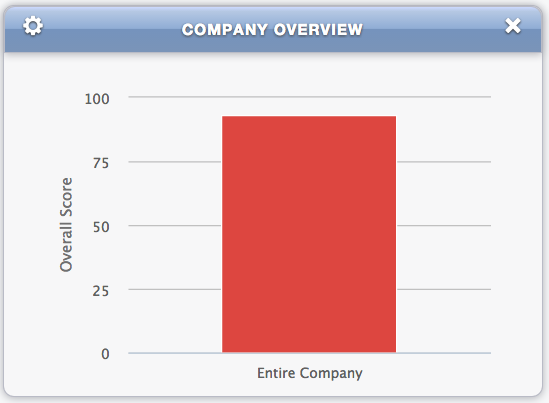 COMPANY OVERVIEW
100
75
50
25
0
Overall Score
Entire Company